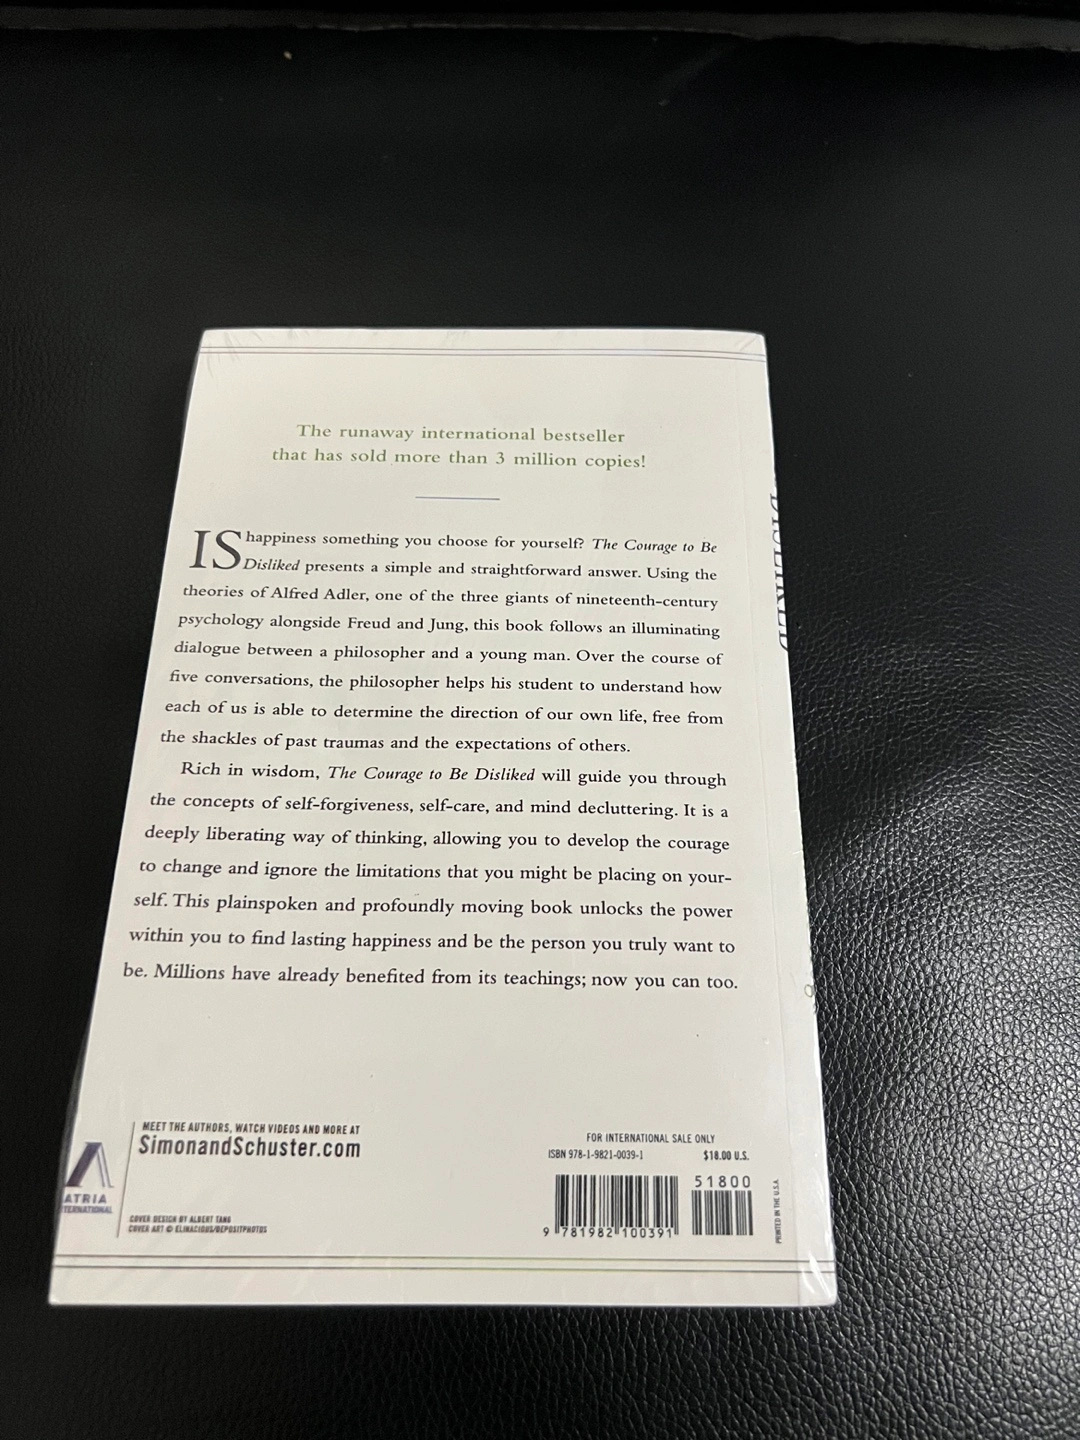 The runaway international bestseller
that has sold more than 3 million copies!
IS happiness something you choose for yourself? The Courage to Be
Disliked presents a simple and straightforward answer. Using the
theories of Alfred Adler, one of the three giants of nineteenth-century
psychology alongside Freud and Jung, this book follows an illuminating
dialogue between a philosopher and a young man. Over the course of
five conversations, the philosopher helps his student to understand how
each of us is able to determine the direction of our own life, free from
the shackles of past traumas and the expectations of others.
Rich in wisdom, The Courage to Be Disliked will guide you through
the concepts of self-forgiveness, self-care, and mind decluttering. It is a
deeply liberating way of thinking, allowing you to develop the courage
to change and ignore the limitations that you might be placing on your-
self. This plainspoken and profoundly moving book unlocks the power
within you to find lasting happiness and be the person you truly want to
be. Millions have already benefited from its teachings; now you can too.
MEET THE AUTHORS, WATCH VIDEOS AND MORE AT
SimonandSchuster.com
ATRIA
COVER DESIGN BY ALBERT TANG
COVER ART © ELINACIOUS/DEPOSITPHOTOS
FOR INTERNATIONAL SALE ONLY
ISBN 978-1-9821-0039-1 $18.00 U.S.
51800
9 781982 100391
PRINTED IN THE U.S.A.